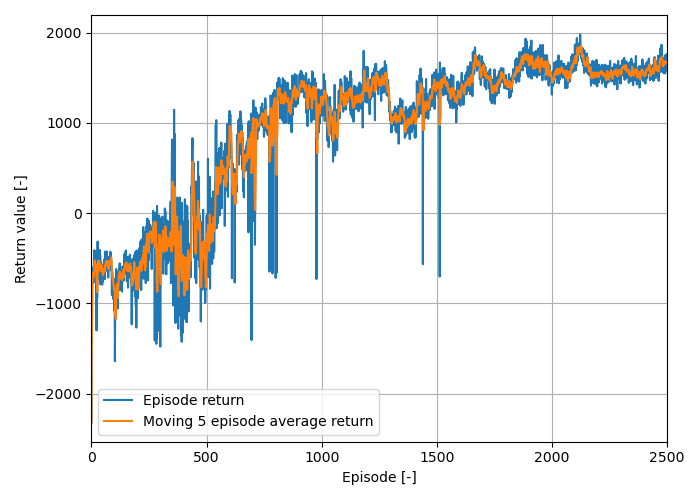 2000
1000
0
−1000
−2000
Return value [-]
Episode return
Moving 5 episode average return
0
500
1000
1500
2000
2500
Episode [-]